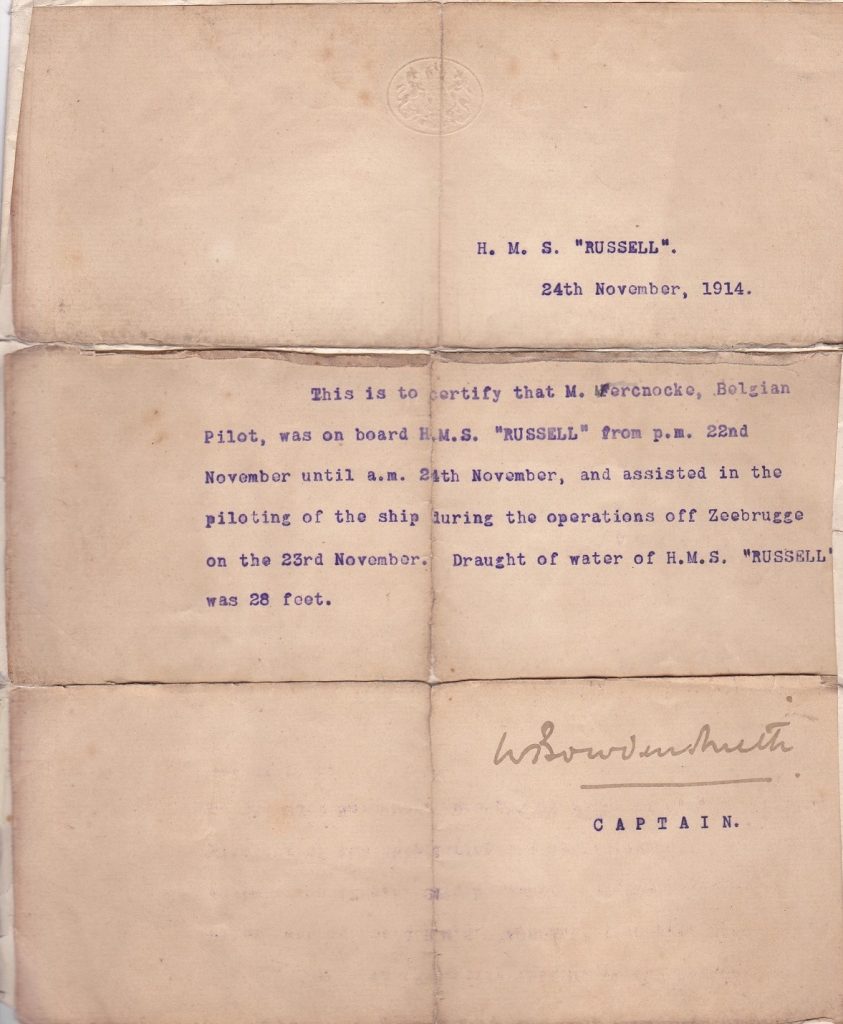 H. M. S. "RUSSELL".
24th November, 1914.
This is to certify that M. Vercnocke, Belgian
Pilot, was on board H.M.S. "RUSSELL" from p.m. 22nd
November until a.m. 24th November, and assisted in the
piloting of the ship during the operations off Zeebrugge
on the 23rd November. Draught of water of H.M.S. "RUSSELL"
was 28 feet.
W Bowden Smith
CAPTAIN.